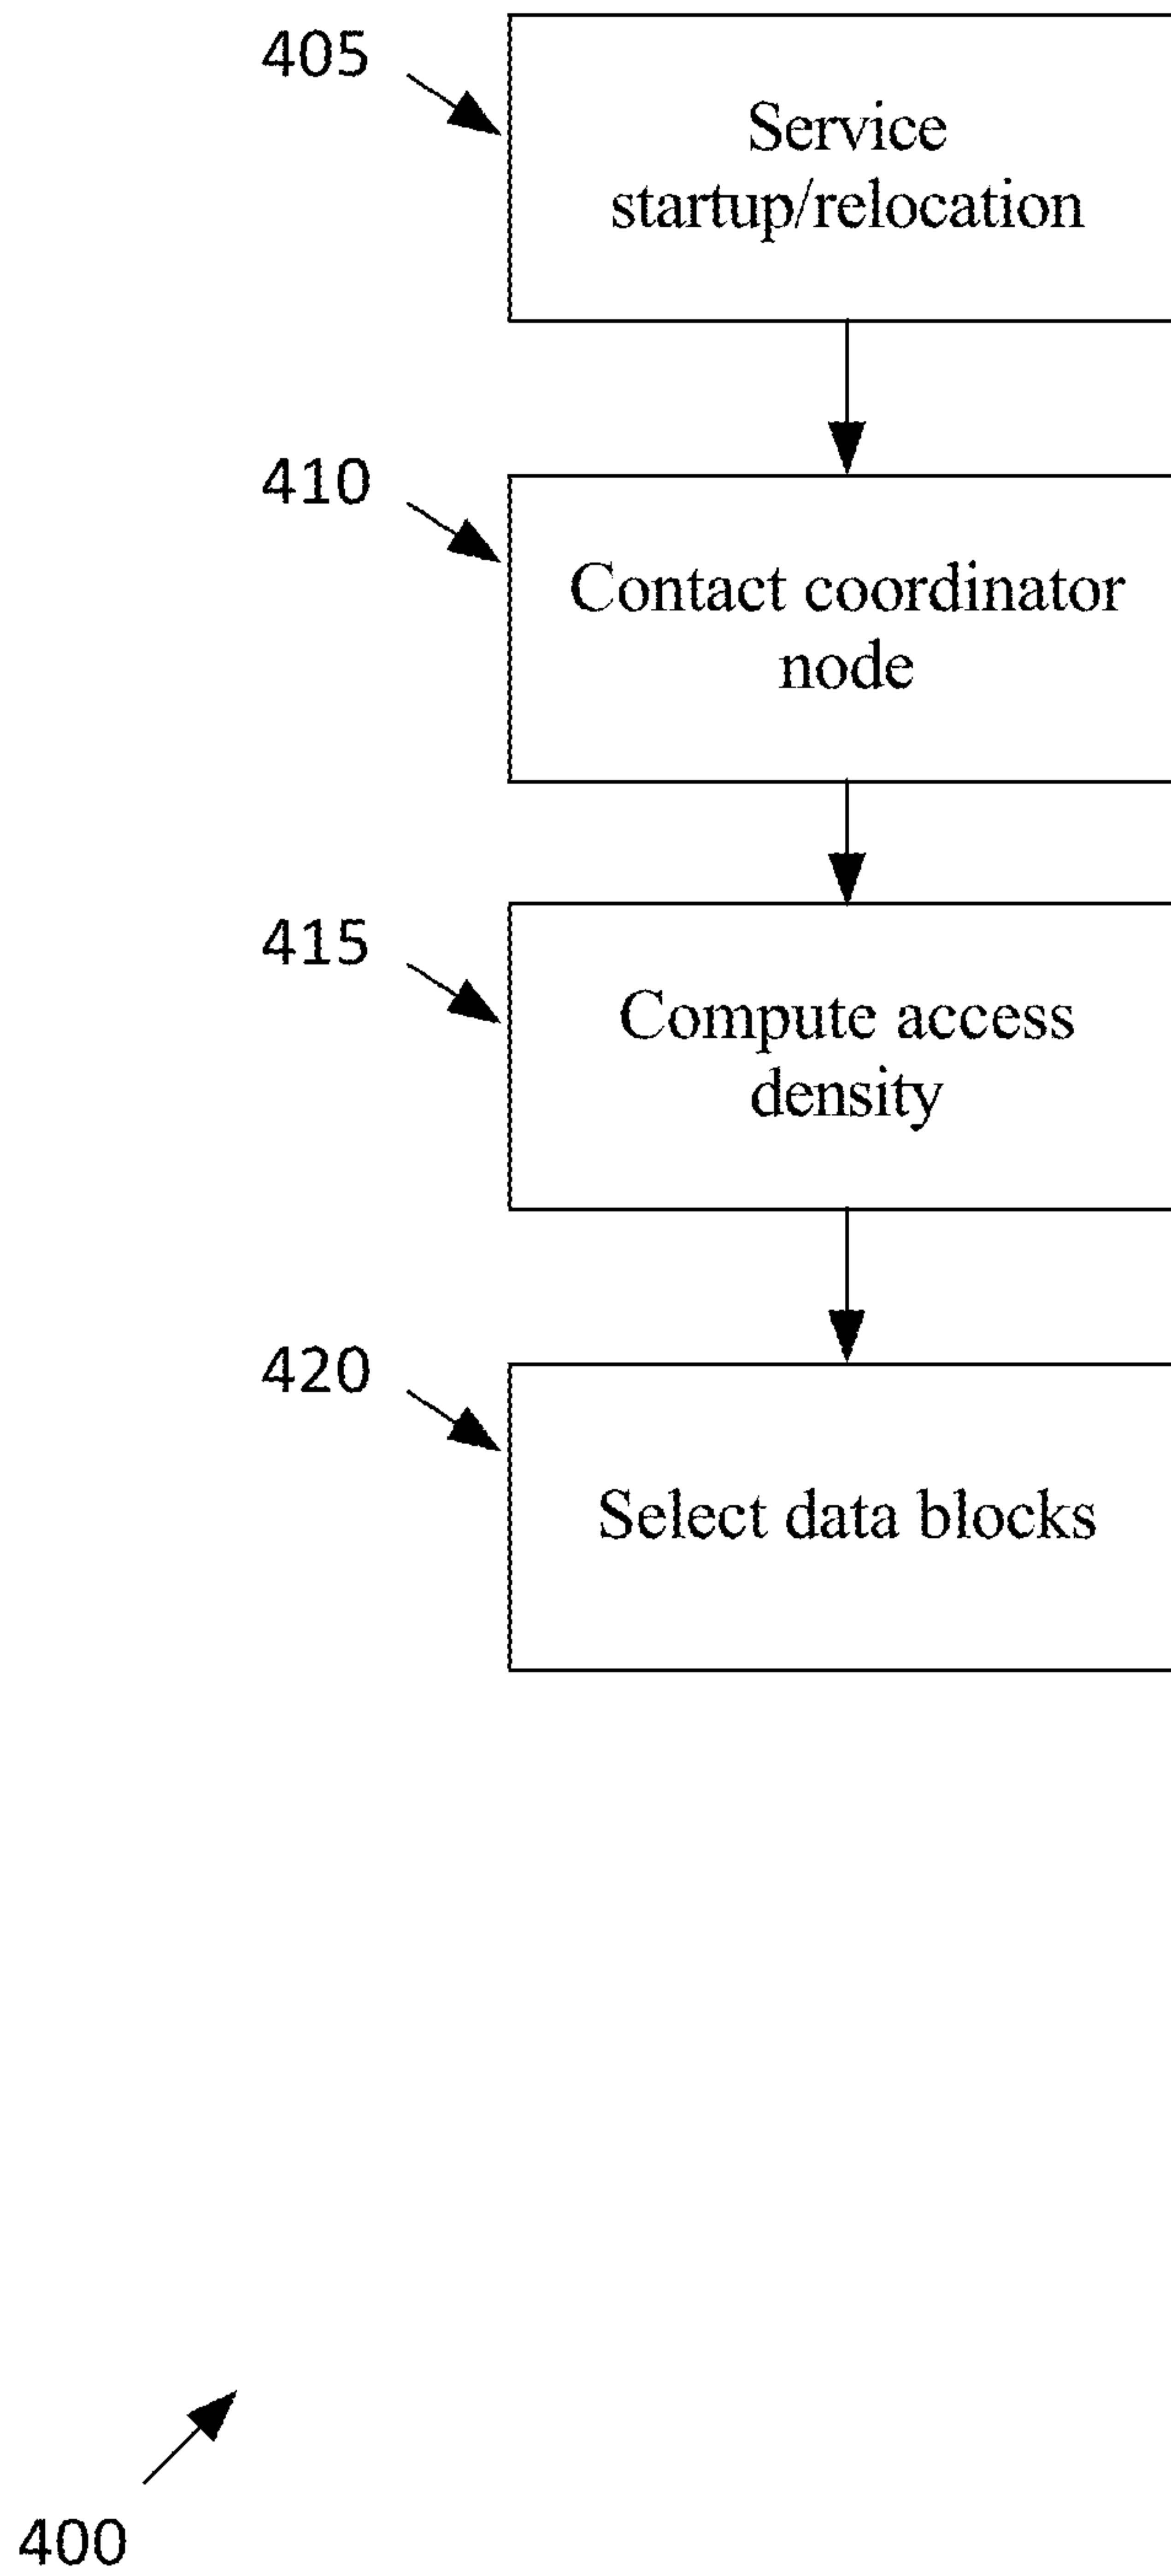 405
Service
startup/relocation
410
Contact coordinator
node
415
Compute access
density
420
Select data blocks
400